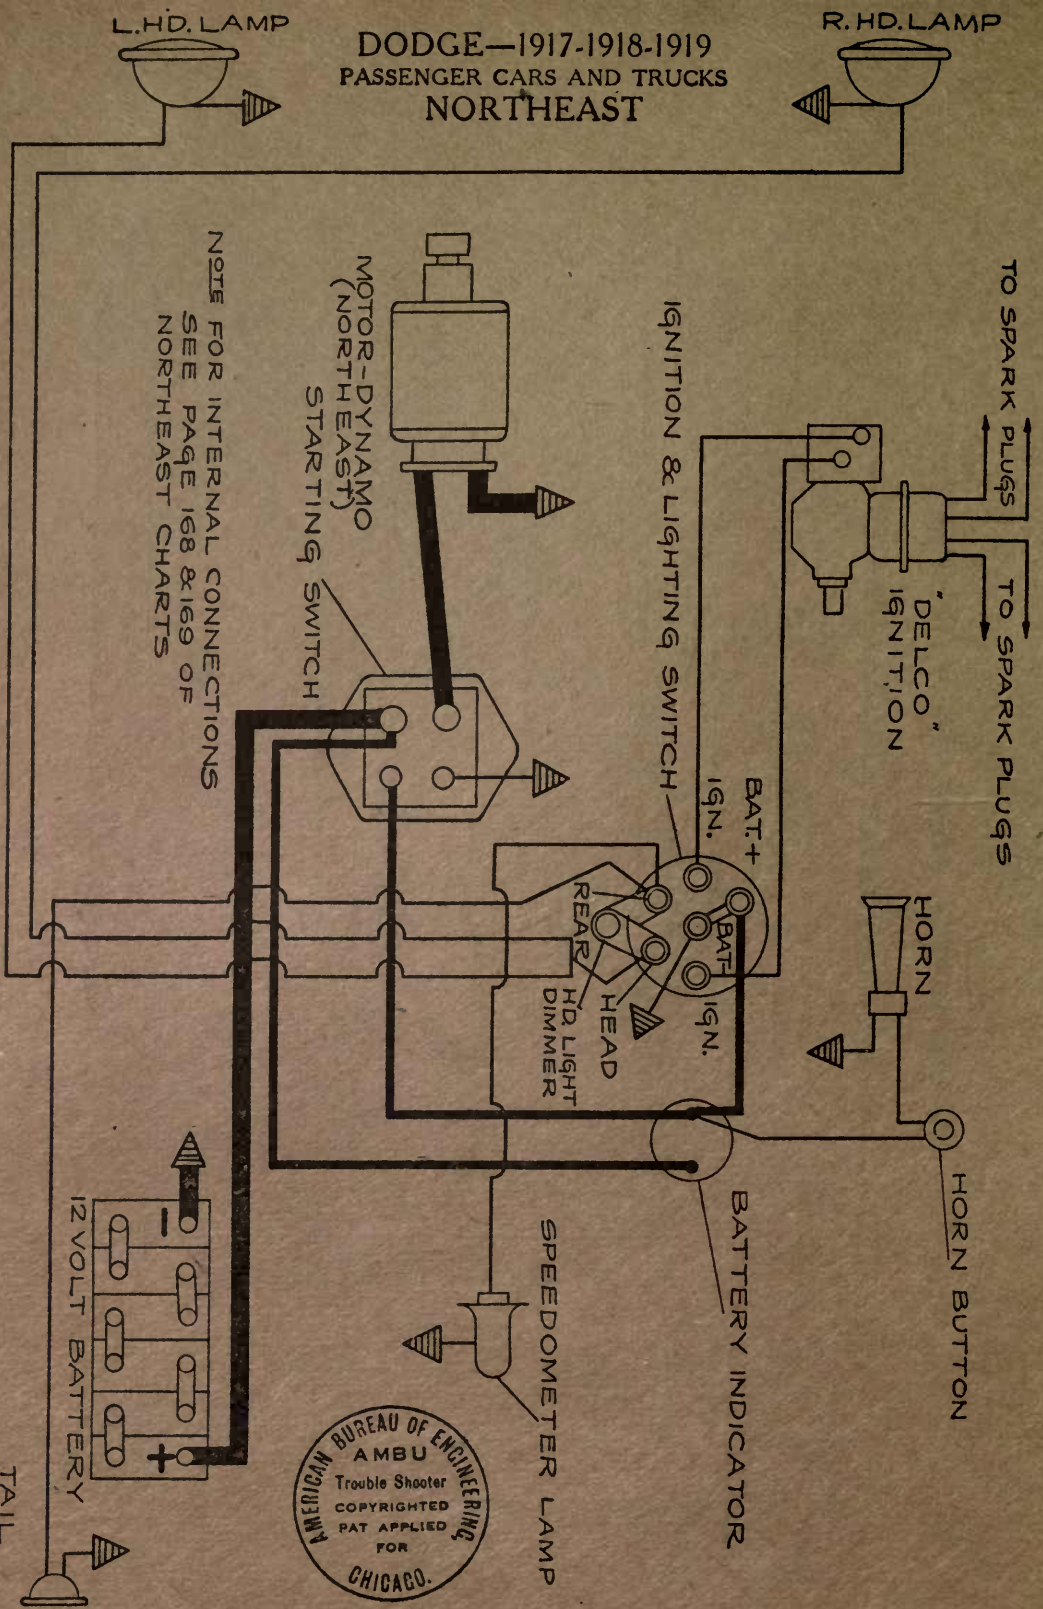 L.HD.LAMP
R.HD.LAMP
DODGE—1917-1918-1919
PASSENGER CARS AND TRUCKS
NORTHEAST
TO SPARK PLUGS
TO SPARK PLUGS
"DELCO"
IGNITION
IGNITION & LIGHTING SWITCH
MOTOR-DYNAMO
(NORTHEAST)
STARTING SWITCH
NOTE FOR INTERNAL CONNECTIONS
SEE PAGE 168 & 169 OF
NORTHEAST CHARTS
BAT.+
IGN.
BAT-
IGN.
REAR
HEAD
HD. LIGHT
DIMMER
HORN
HORN BUTTON
BATTERY INDICATOR
SPEEDOMETER LAMP
12 VOLT BATTERY
-
+
TAIL
AMERICAN BUREAU OF ENGINEERING
AMBU
Trouble Shooter
COPYRIGHTED
PAT APPLIED
FOR
CHICAGO.